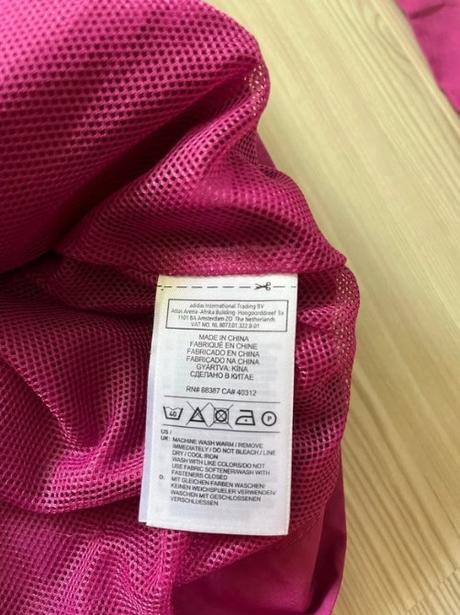 adidas International Trading BV
Atlas Arena -Afrika Building Hoogoorddreef 9a
1101 BA Amsterdam ZO The Netherlands
VAT NO. NL 8073.01.322.B.01
MADE IN CHINA
FABRIQUÉ EN CHINE
FABRICADO EN CHINA
FABRICADO NA CHINA
GYÁRTVA: KÍNA
СДЕЛАНО В КИТАЕ
RN# 88387 CA# 40312
40 P
US /
UK: MACHINE WASH WARM / REMOVE
IMMEDIATELY / DO NOT BLEACH / LINE
DRY / COOL IRON
WASH WITH LIKE COLORS/DO NOT
USE FABRIC SOFTENER/WASH WITH
FASTENERS CLOSED
D: MIT GLEICHEN FARBEN WASCHEN/
KEINEN WEICHSPUELER VERWENDEN/
WASCHEN MIT GESCHLOSSENEN
VERSCHLUESSEN